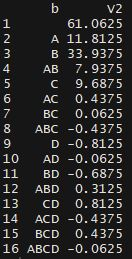 b V2
1 61.0625
2 A 11.8125
3 B 33.9375
4 AB 7.9375
5 C 9.6875
6 AC 0.4375
7 BC 0.0625
8 ABC -0.4375
9 D -0.8125
10 AD -0.0625
11 BD -0.6875
12 ABD 0.3125
13 CD 0.8125
14 ACD -0.4375
15 BCD 0.4375
16 ABCD -0.0625